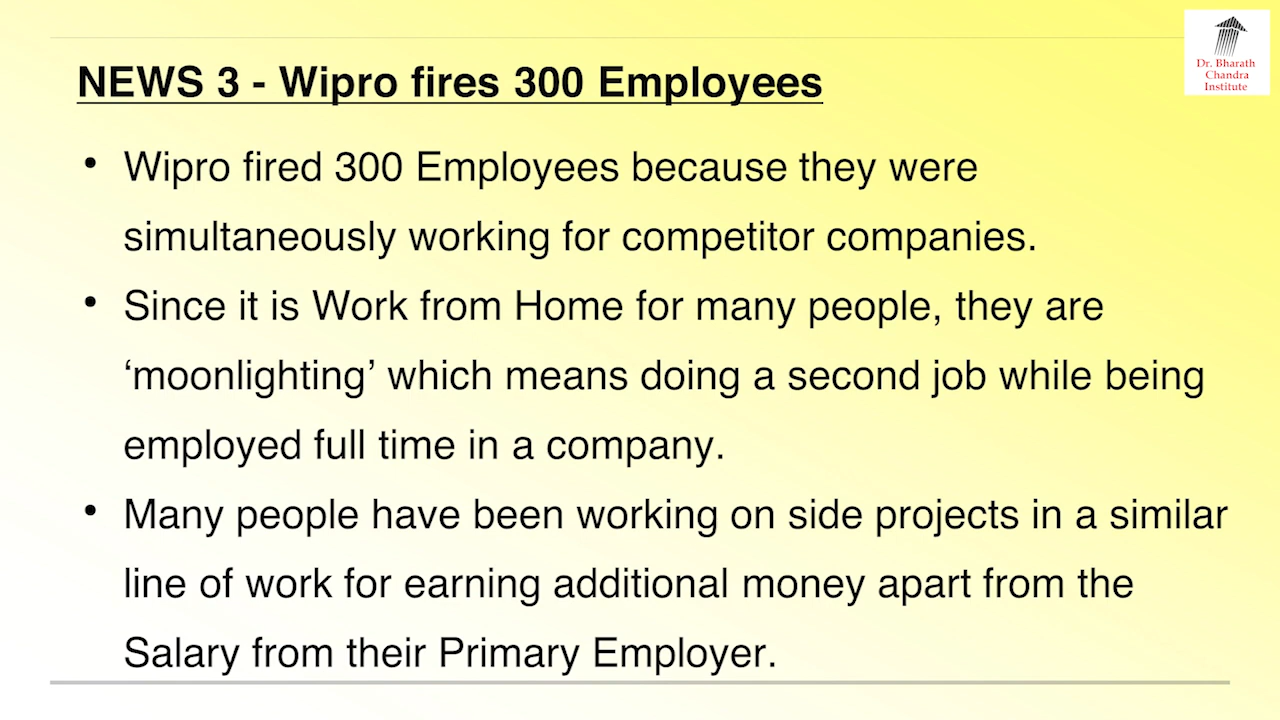 Dr. Bharath
Chandra
Institute
NEWS 3 - Wipro fires 300 Employees
• Wipro fired 300 Employees because they were
simultaneously working for competitor companies.
• Since it is Work from Home for many people, they are
‘moonlighting’ which means doing a second job while being
employed full time in a company.
• Many people have been working on side projects in a similar
line of work for earning additional money apart from the
Salary from their Primary Employer.